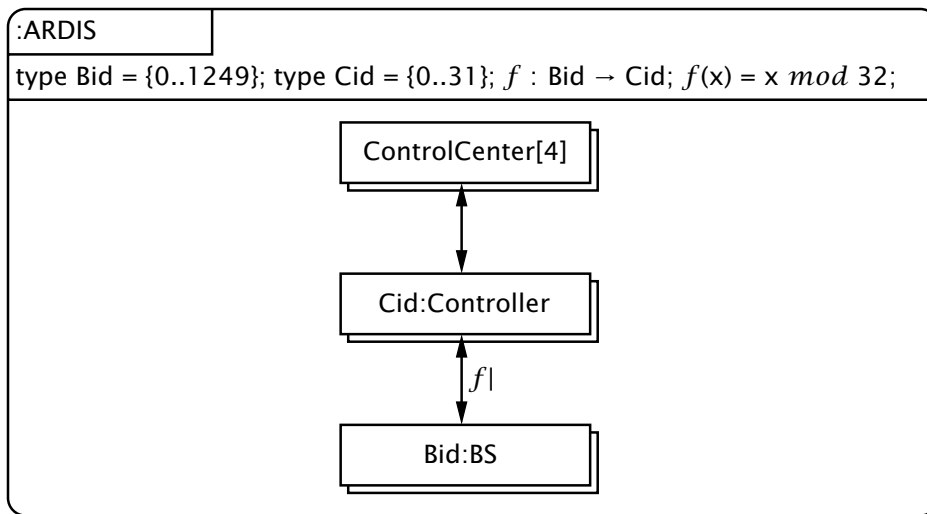 :ARDIS
type Bid = {0..1249}; type Cid = {0..31}; f : Bid → Cid; f(x) = x mod 32;
ControlCenter[4]
Cid:Controller
f|
Bid:BS